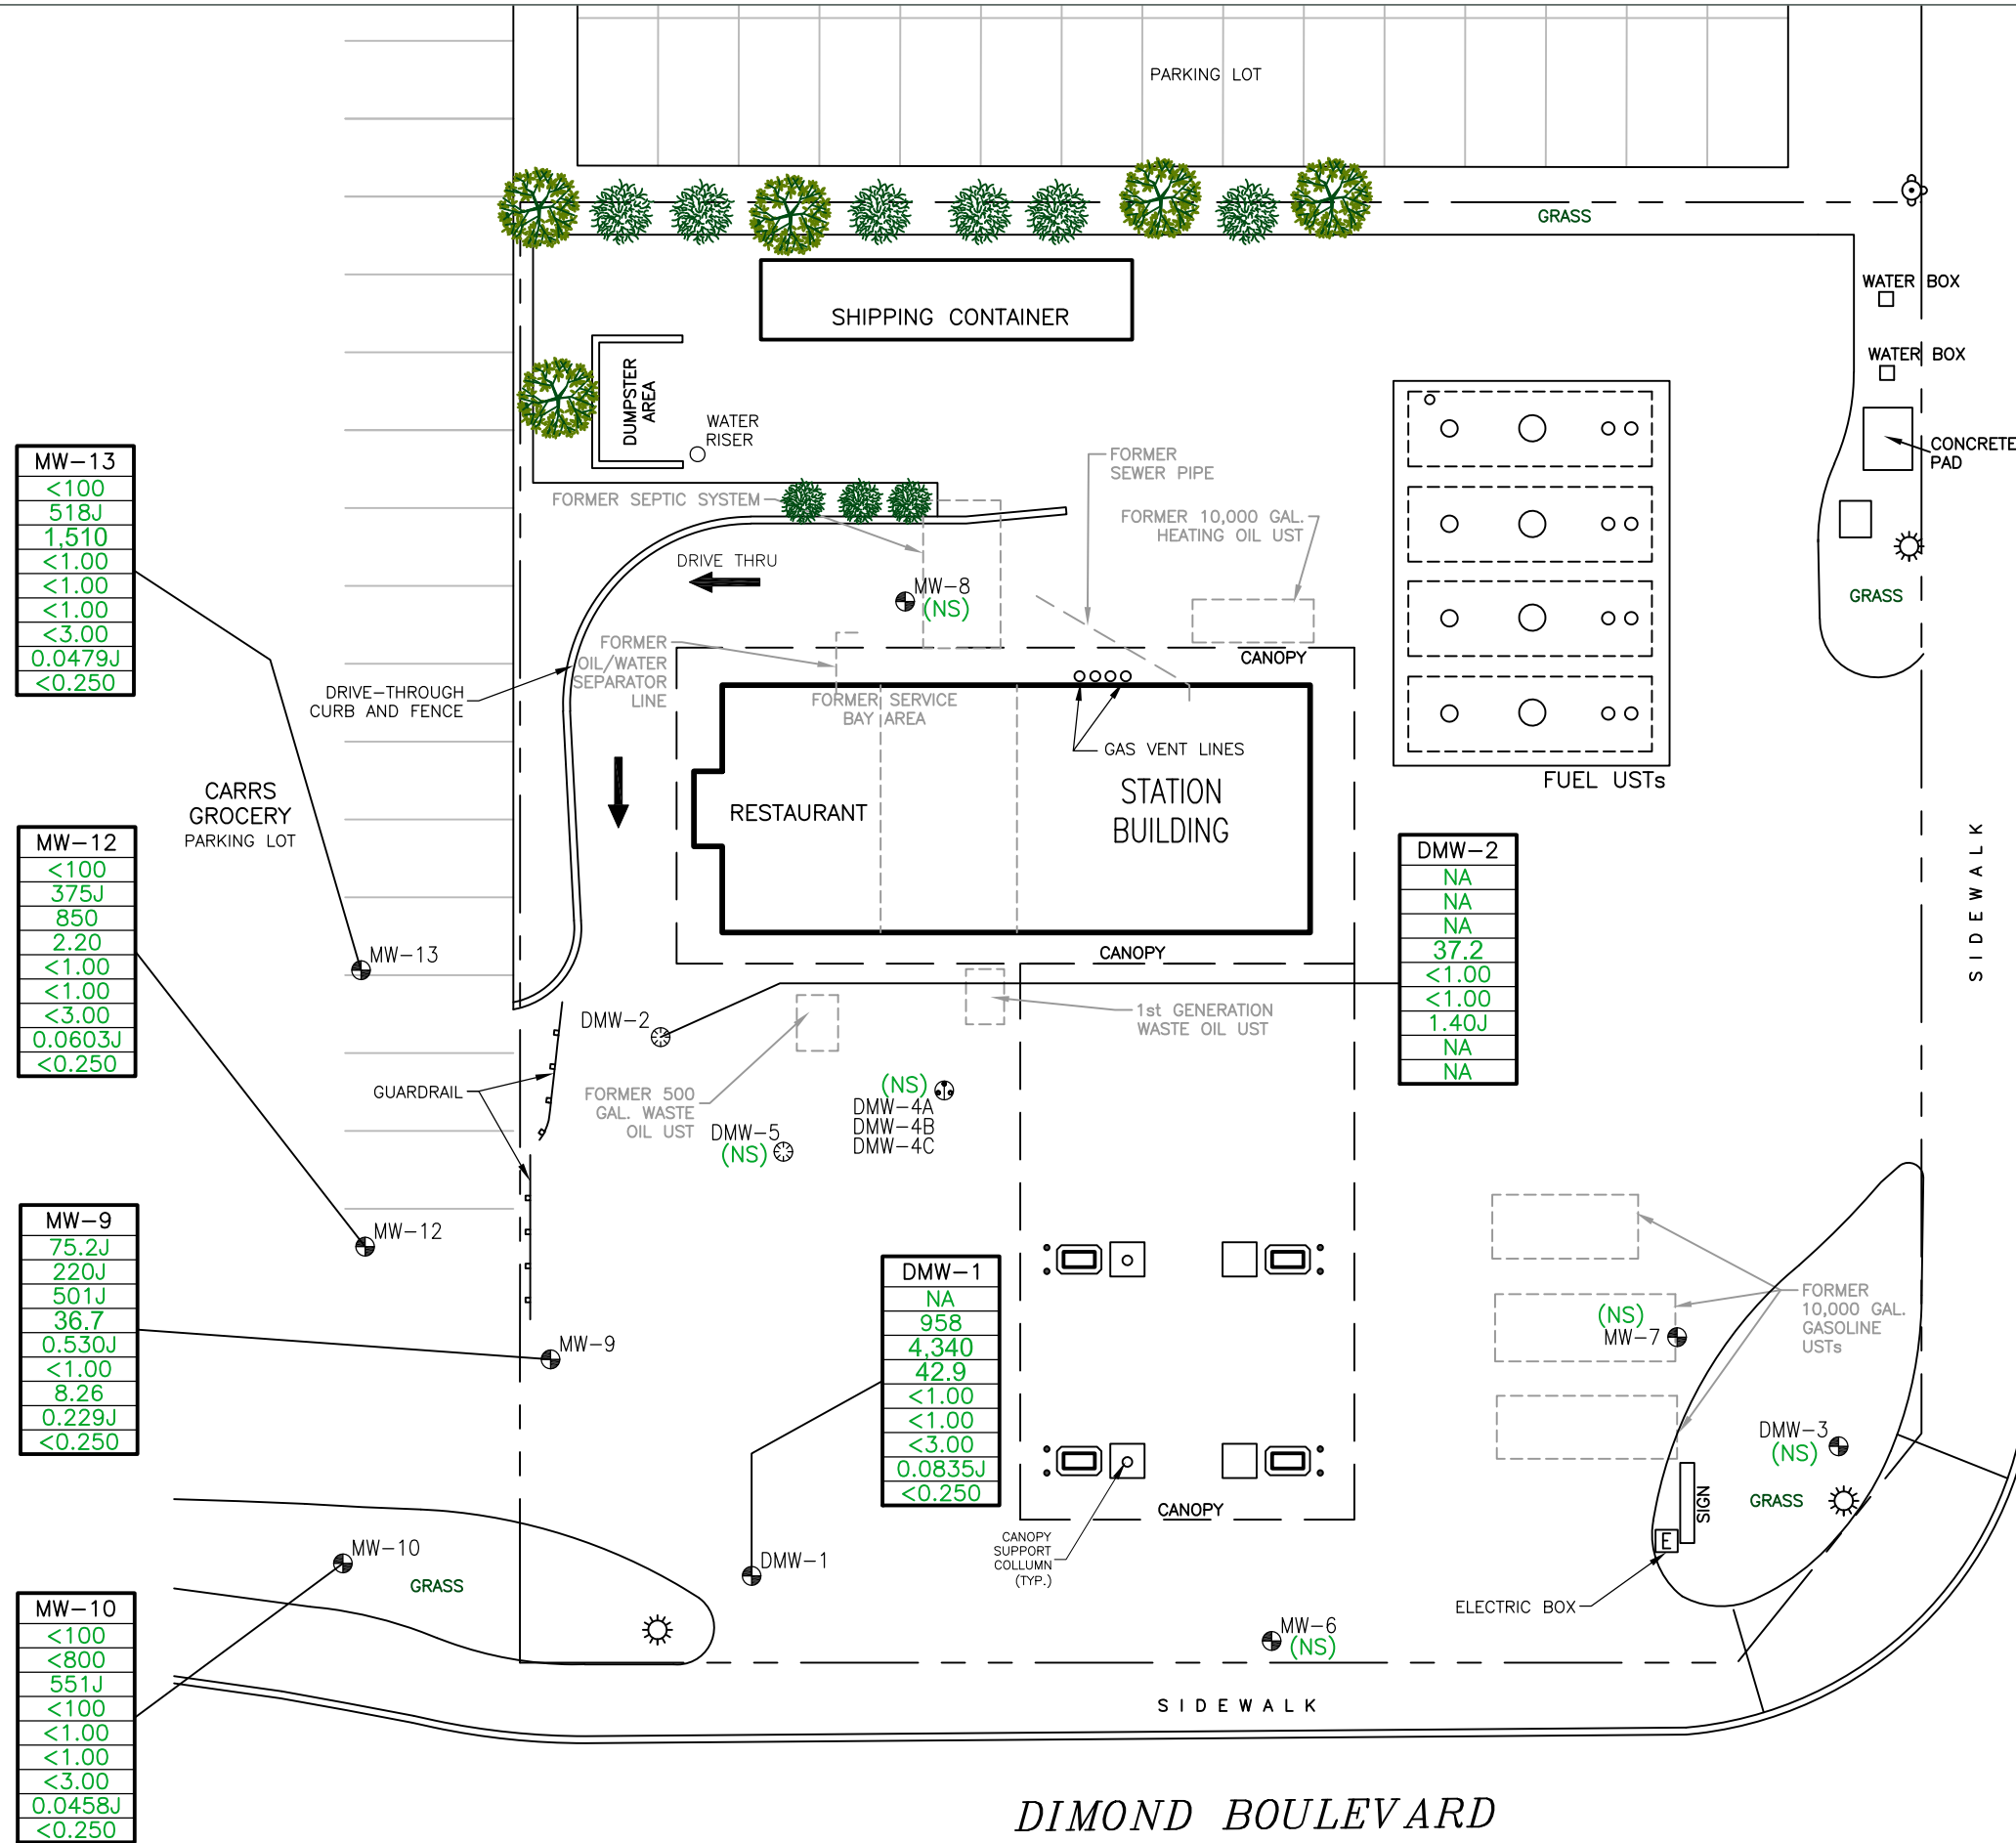 PARKING LOT
GRASS
WATER BOX
SHIPPING CONTAINER
WATER BOX
DUMPSTER
AREA
WATER
RISER
CONCRETE
PAD
FORMER
SEWER PIPE
FORMER SEPTIC SYSTEM
FORMER 10,000 GAL.
HEATING OIL UST
DRIVE THRU
MW-8
(NS)
GRASS
FORMER
OIL/WATER
SEPARATOR
LINE
CANOPY
DRIVE-THROUGH
CURB AND FENCE
FORMER SERVICE
BAY AREA
GAS VENT LINES
FUEL USTs
RESTAURANT
STATION
BUILDING
CARRS
GROCERY
PARKING LOT
SIDEWALK
CANOPY
MW-13
<100
518J
1,510
<1.00
<1.00
<1.00
<3.00
0.0479J
<0.250
MW-12
<100
375J
850
2.20
<1.00
<1.00
<3.00
0.0603J
<0.250
DMW-2
NA
NA
NA
37.2
<1.00
<1.00
1.40J
NA
NA
MW-13
DMW-2
1st GENERATION
WASTE OIL UST
GUARDRAIL
FORMER 500
GAL. WASTE
OIL UST
(NS)
DMW-4A
DMW-4B
DMW-4C
DMW-5
(NS)
MW-12
MW-9
75.2J
220J
501J
36.7
0.530J
<1.00
8.26
0.229J
<0.250
MW-9
DMW-1
NA
958
4,340
42.9
<1.00
<1.00
<3.00
0.0835J
<0.250
FORMER
10,000 GAL.
GASOLINE
USTs
(NS)
MW-7
DMW-3
(NS)
GRASS
SIGN
E
CANOPY
CANOPY
SUPPORT
COLLUMN
(TYP.)
MW-10
GRASS
DMW-1
ELECTRIC BOX
MW-6
(NS)
MW-10
<100
<800
551J
<100
<1.00
<1.00
<3.00
0.0458J
<0.250
SIDEWALK
DIMOND BOULEVARD